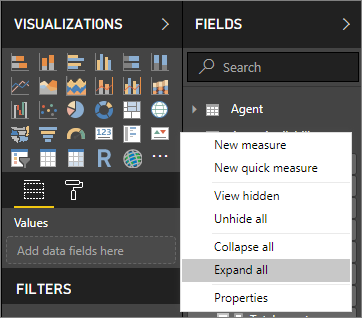 VISUALIZATIONS
FIELDS
Search
Agent
New measure
New quick measure
View hidden
Unhide all
Collapse all
Expand all
Properties
123
R
Values
Add data fields here
FILTERS